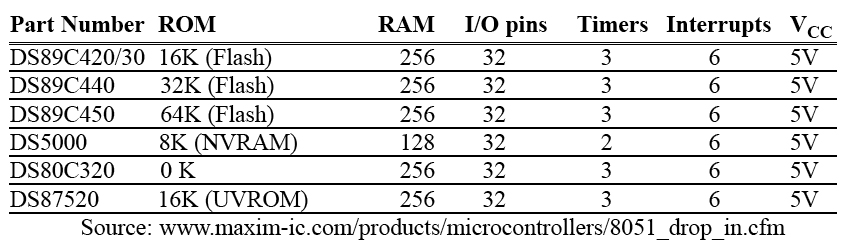 Part Number ROM RAM I/O pins Timers Interrupts VCC
DS89C420/30 16K (Flash) 256 32 3 6 5V
DS89C440 32K (Flash) 256 32 3 6 5V
DS89C450 64K (Flash) 256 32 3 6 5V
DS5000 8K (NVRAM) 128 32 2 6 5V
DS80C320 0 K 256 32 3 6 5V
DS87520 16K (UVROM) 256 32 3 6 5V
Source: www.maxim-ic.com/products/microcontrollers/8051_drop_in.cfm